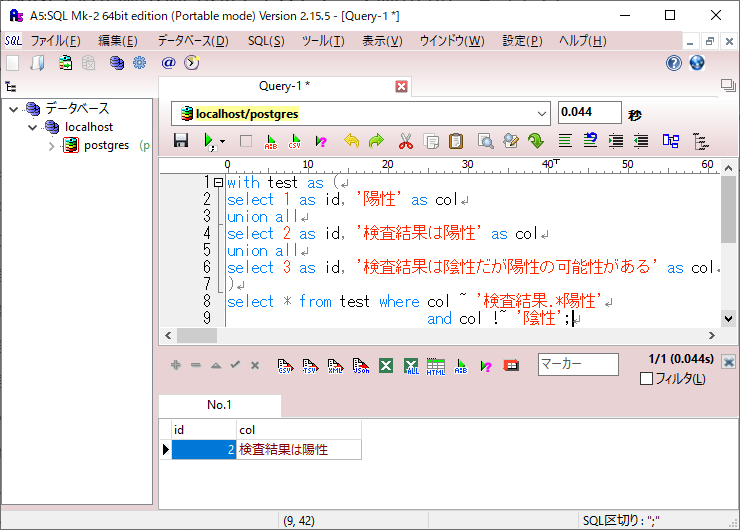 A5:SQL Mk-2 64bit edition (Portable mode) Version 2.15.5 - [Query-1 *]
SQL ファイル(F) 編集(E) データベース(D) SQL(S) ツール(T) 表示(V) ウインドウ(W) 設定(P) ヘルプ(H)
データベース
localhost
postgres (p
Query-1 *
localhost/postgres 0.044 秒
0 10 20 30 40 50 60
1 with test as (
2 select 1 as id, '陽性' as col
3 union all
4 select 2 as id, '検査結果は陽性' as col
5 union all
6 select 3 as id, '検査結果は陰性だが陽性の可能性がある' as col
7 )
8 select * from test where col ~ '検査結果.*陽性'
9 and col !~ '陰性';
マーカー 1/1 (0.044s)
フィルタ(L)
No.1
id col
2 検査結果は陽性
(9, 42) SQL区切り: ";"